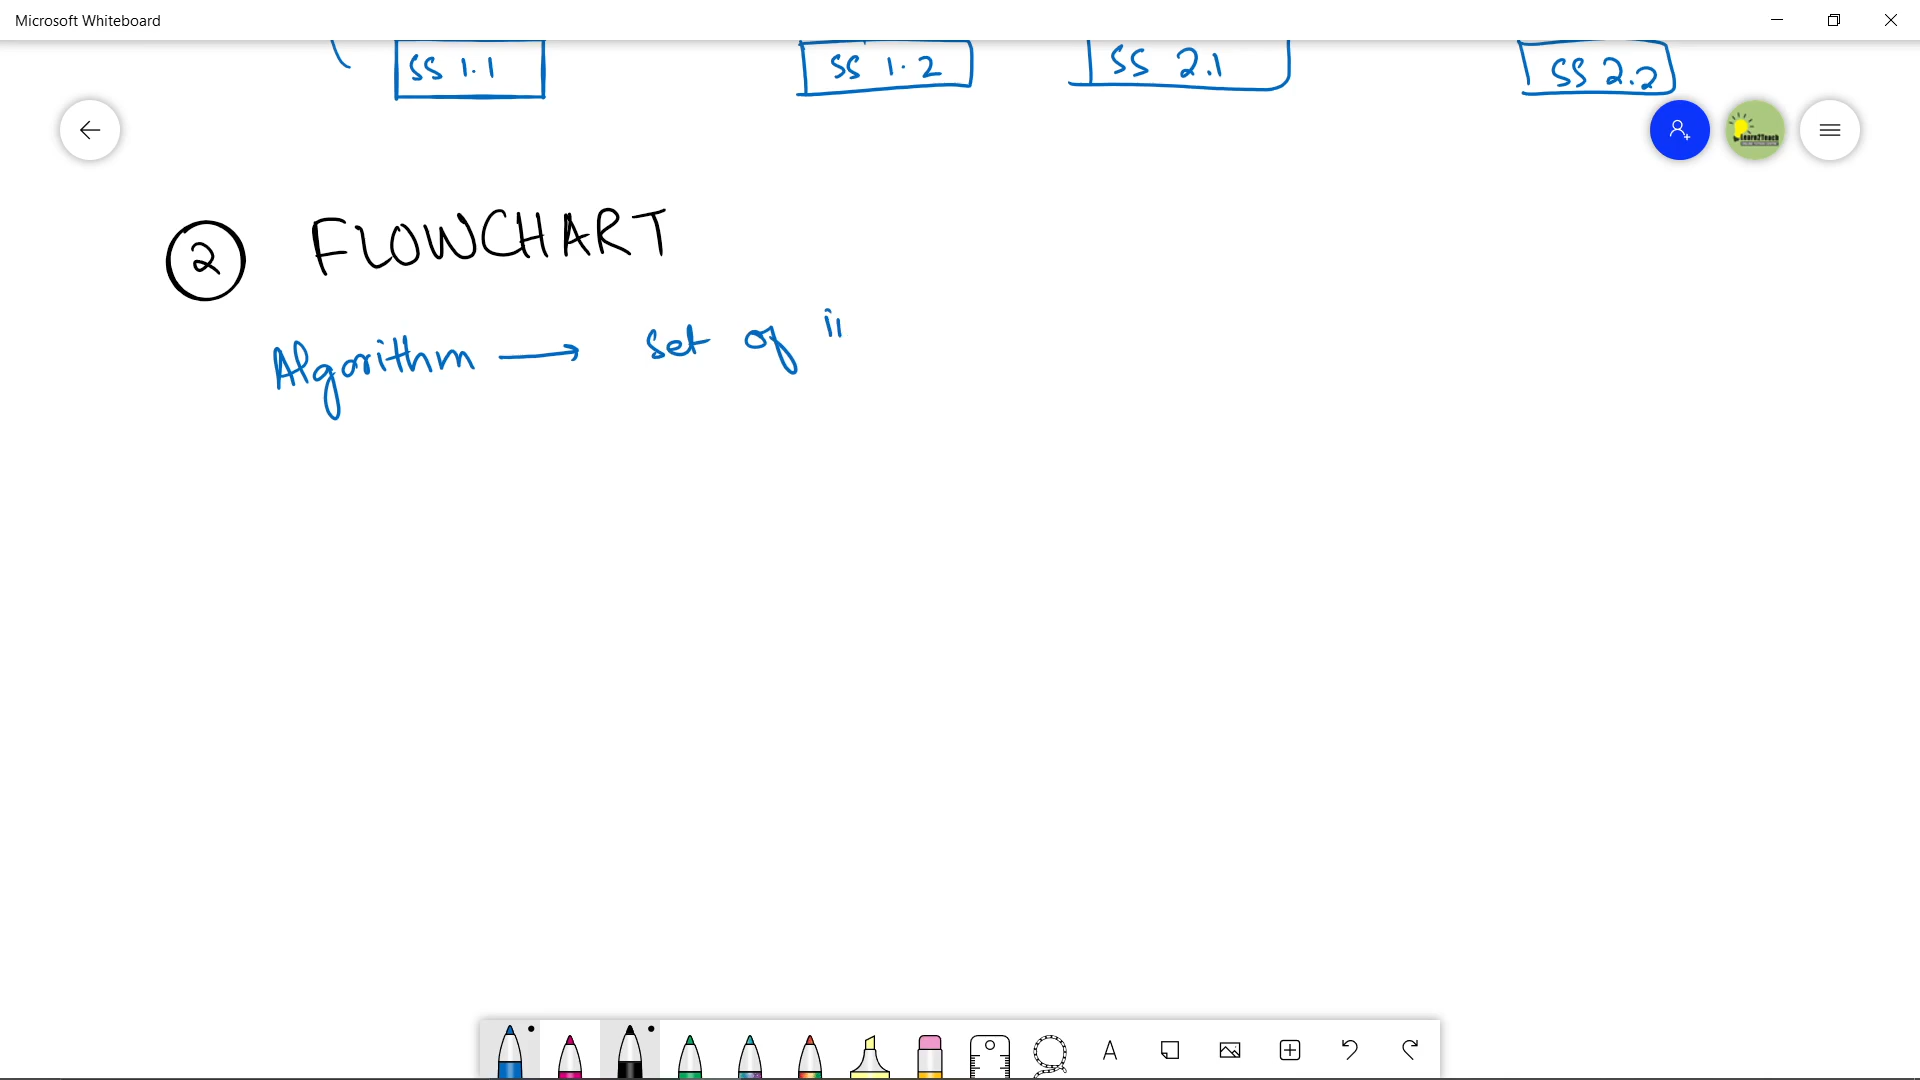 Microsoft Whiteboard
SS 1.1 SS 1.2 SS 2.1 SS 2.2
Learn2Teach
2 FLOWCHART
Algorithm → Set of
A